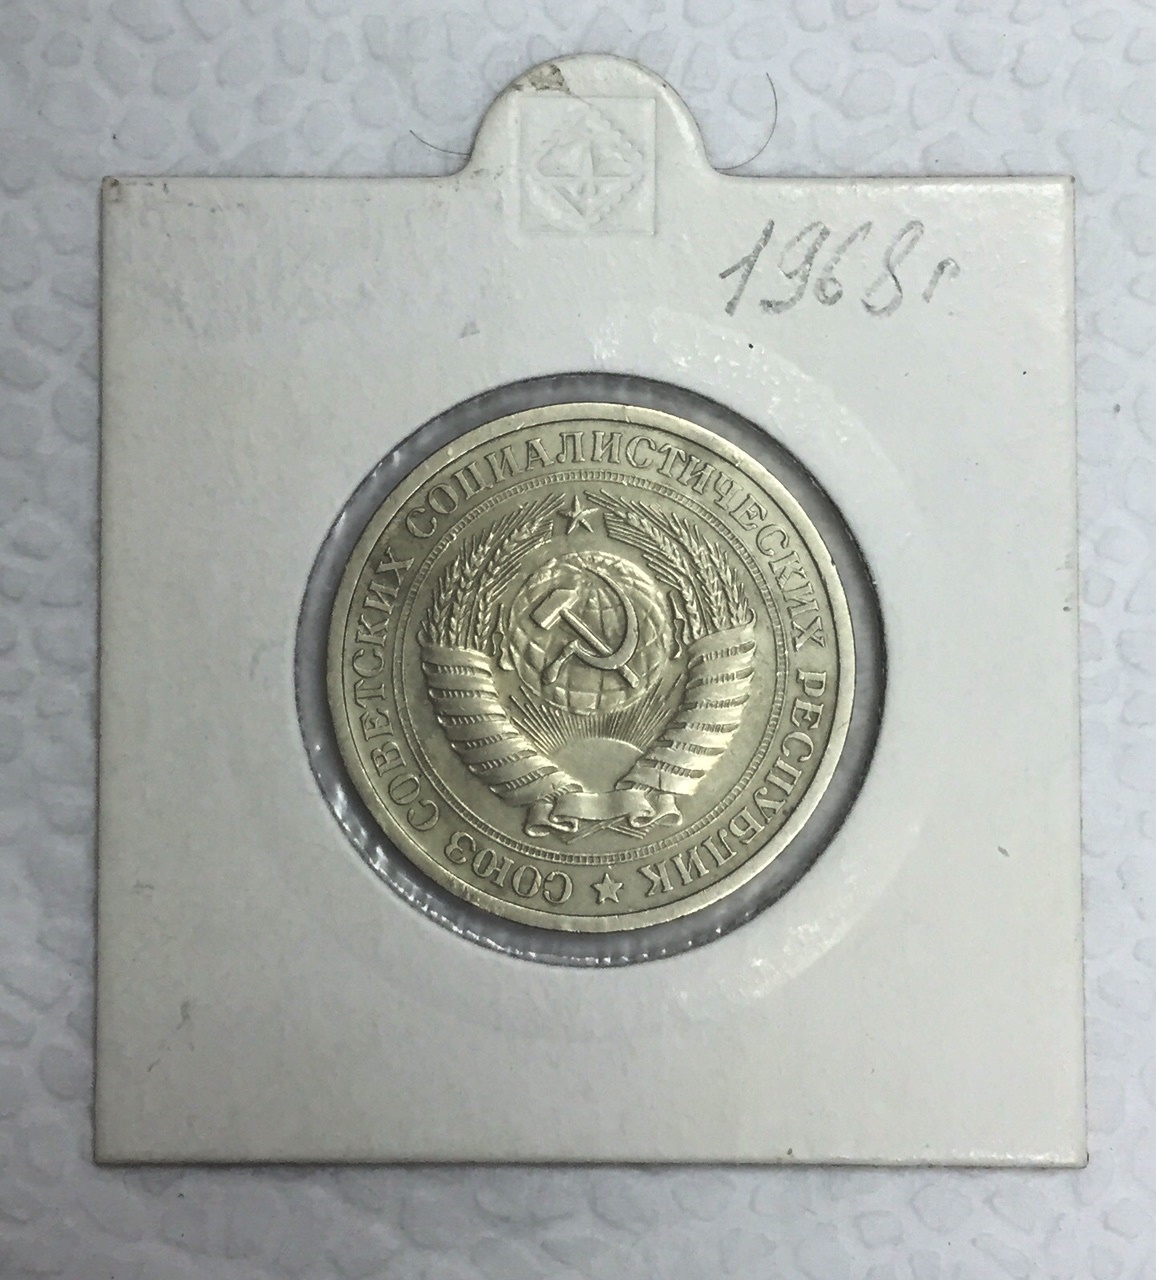 1968г
СОЮЗ СОВЕТСКИХ СОЦИАЛИСТИЧЕСКИХ РЕСПУБЛИК